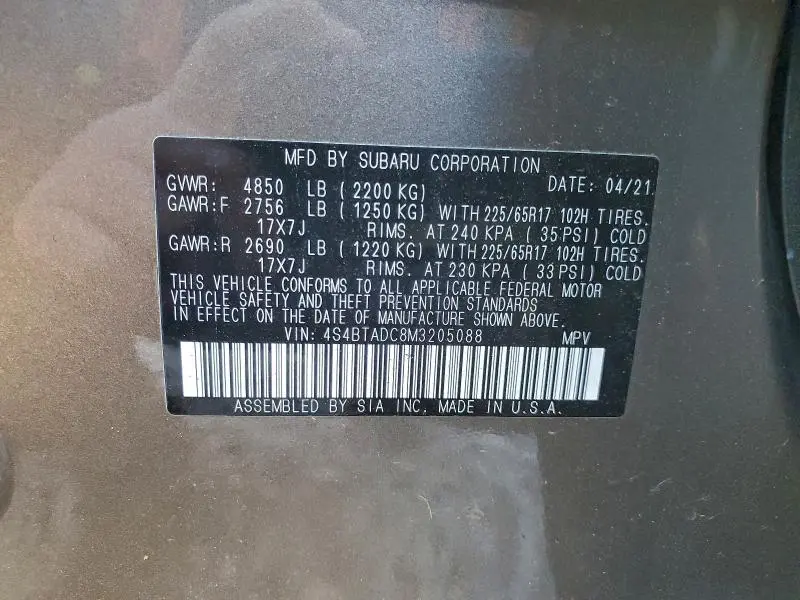 MFD BY SUBARU CORPORATION
GVWR: 4850 LB ( 2200 KG) DATE: 04/21
GAWR:F 2756 LB ( 1250 KG) WITH 225/65R17 102H TIRES.
17X7J RIMS. AT 240 KPA ( 35 PSI) COLD
GAWR:R 2690 LB ( 1220 KG) WITH 225/65R17 102H TIRES.
17X7J RIMS. AT 230 KPA ( 33 PSI) COLD
THIS VEHICLE CONFORMS TO ALL APPLICABLE FEDERAL MOTOR
VEHICLE SAFETY AND THEFT PREVENTION STANDARDS
IN EFFECT ON THE DATE OF MANUFACTURE SHOWN ABOVE.
VIN: 4S4BTADC8M3205088 MPV
ASSEMBLED BY SIA INC. MADE IN U.S.A.